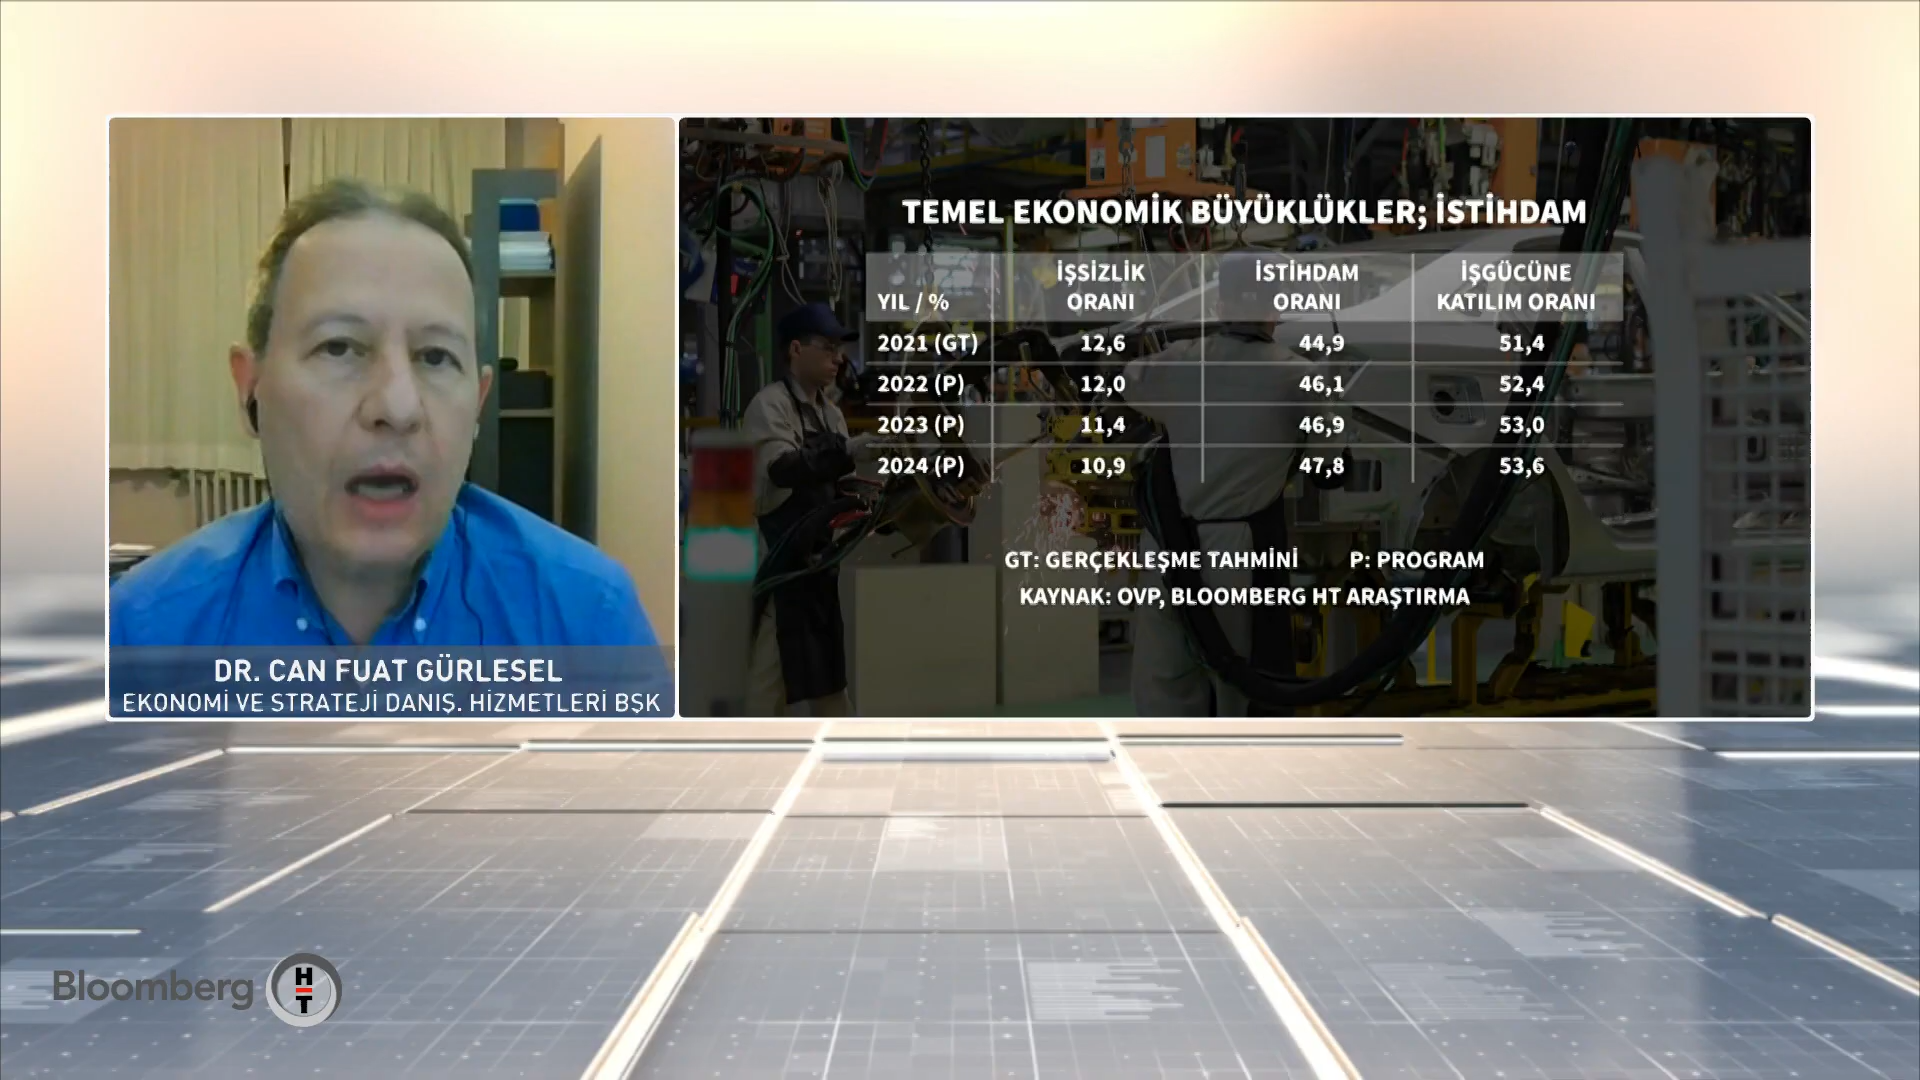 TEMEL EKONOMİK BÜYÜKLÜKLER; İSTİHDAM
YIL / % İŞSİZLİK ORANI İSTİHDAM ORANI İŞGÜCÜNE KATILIM ORANI
2021 (GT) 12,6 44,9 51,4
2022 (P) 12,0 46,1 52,4
2023 (P) 11,4 46,9 53,0
2024 (P) 10,9 47,8 53,6
GT: GERÇEKLEŞME TAHMİNİ P: PROGRAM
KAYNAK: OVP, BLOOMBERG HT ARAŞTIRMA
DR. CAN FUAT GÜRLESEL
EKONOMİ VE STRATEJİ DANIŞ. HİZMETLERİ BŞK
Bloomberg HT